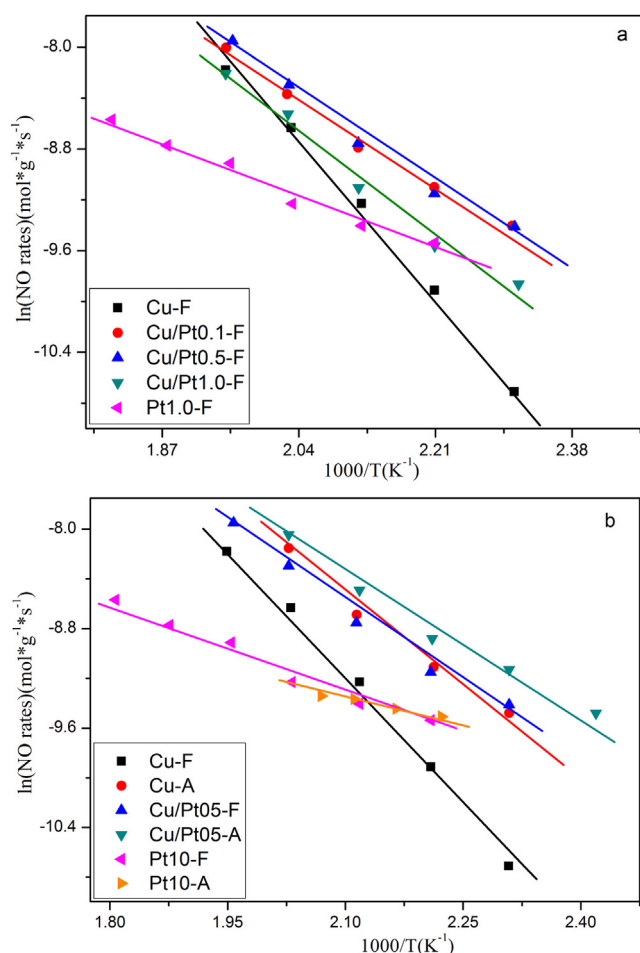 a
-8.0
-8.8
-9.6
-10.4
ln(NO rates)(mol*g⁻¹*s⁻¹)
Cu-F
Cu/Pt0.1-F
Cu/Pt0.5-F
Cu/Pt1.0-F
Pt1.0-F
1.87 2.04 2.21 2.38
1000/T(K⁻¹)
b
-8.0
-8.8
-9.6
-10.4
ln(NO rates)(mol*g⁻¹*s⁻¹)
Cu-F
Cu-A
Cu/Pt05-F
Cu/Pt05-A
Pt10-F
Pt10-A
1.80 1.95 2.10 2.25 2.40
1000/T(K⁻¹)